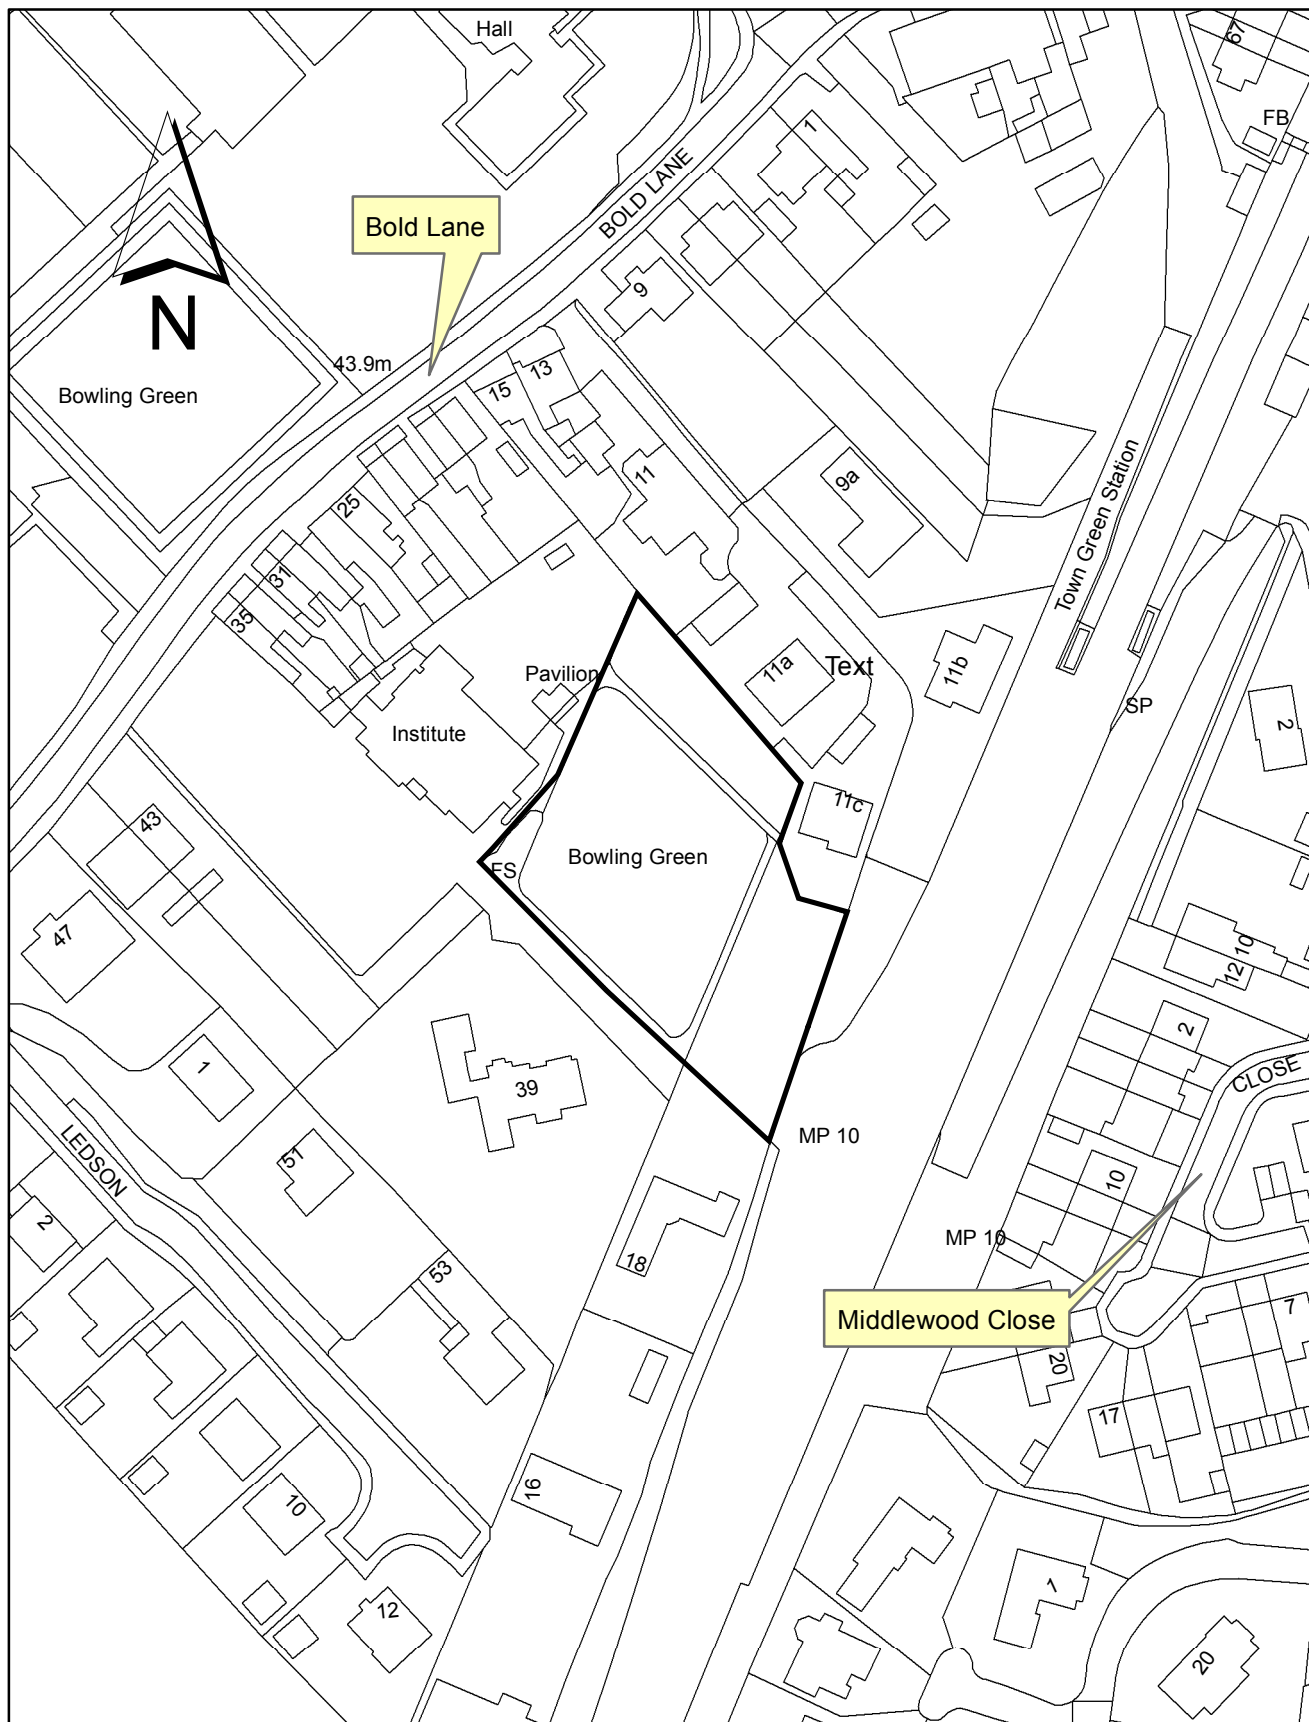 Hall
67
FB
1
BOLD LANE
Bold Lane
9
N
43.9m
Bowling Green
13
15
Town Green Station
11
9a
25
31
35
Pavilion
11a
Text
11b
SP
2
Institute
11c
43
Bowling Green
FS
47
10
12
2
1
39
CLOSE
MP 10
51
LEDSON
10
2
MP 10
18
53
Middlewood Close
7
20
17
16
10
1
12
20